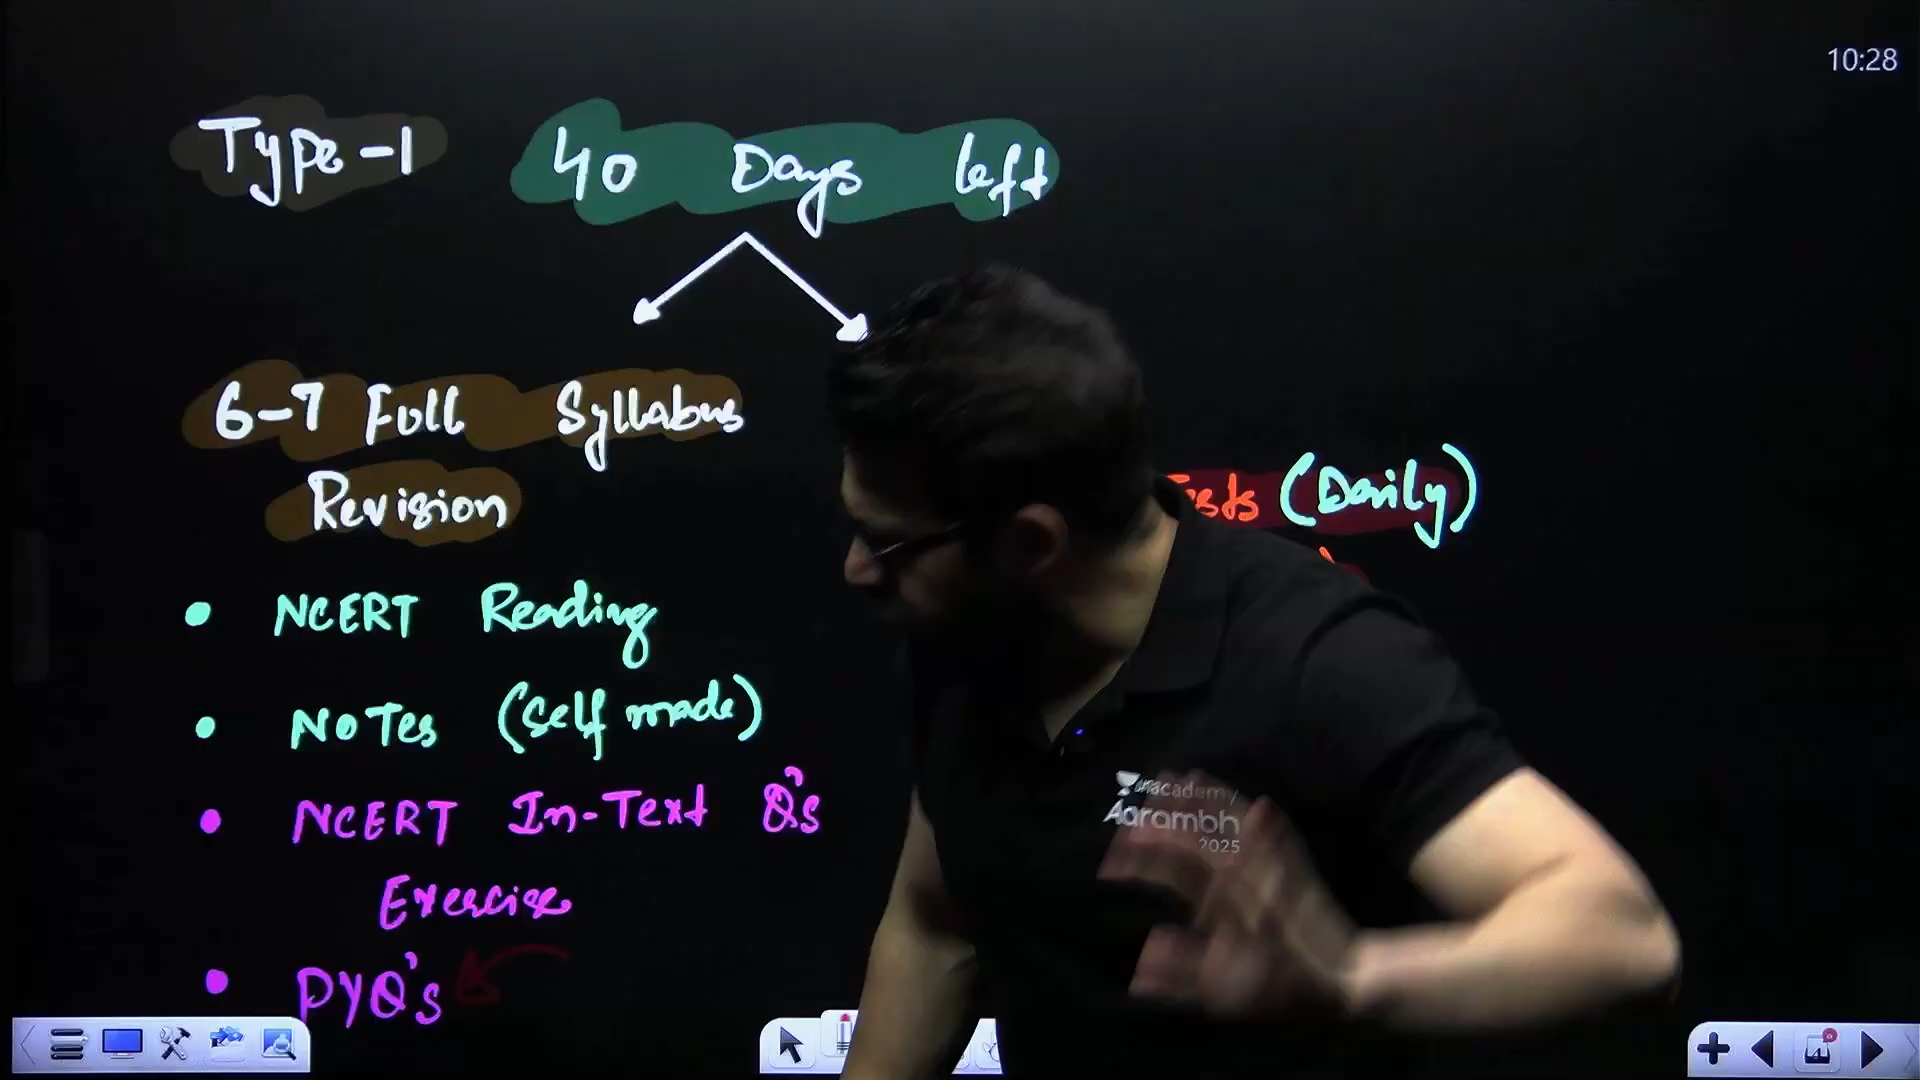 10:28
Type-1 40 Days left
6-7 Full Syllabus
Revision
(Daily)
• NCERT Reading
• NoTes (Self made)
• NCERT In-Text Q's
Exercise
• PYQ's
unacademy
Aarambh
2025